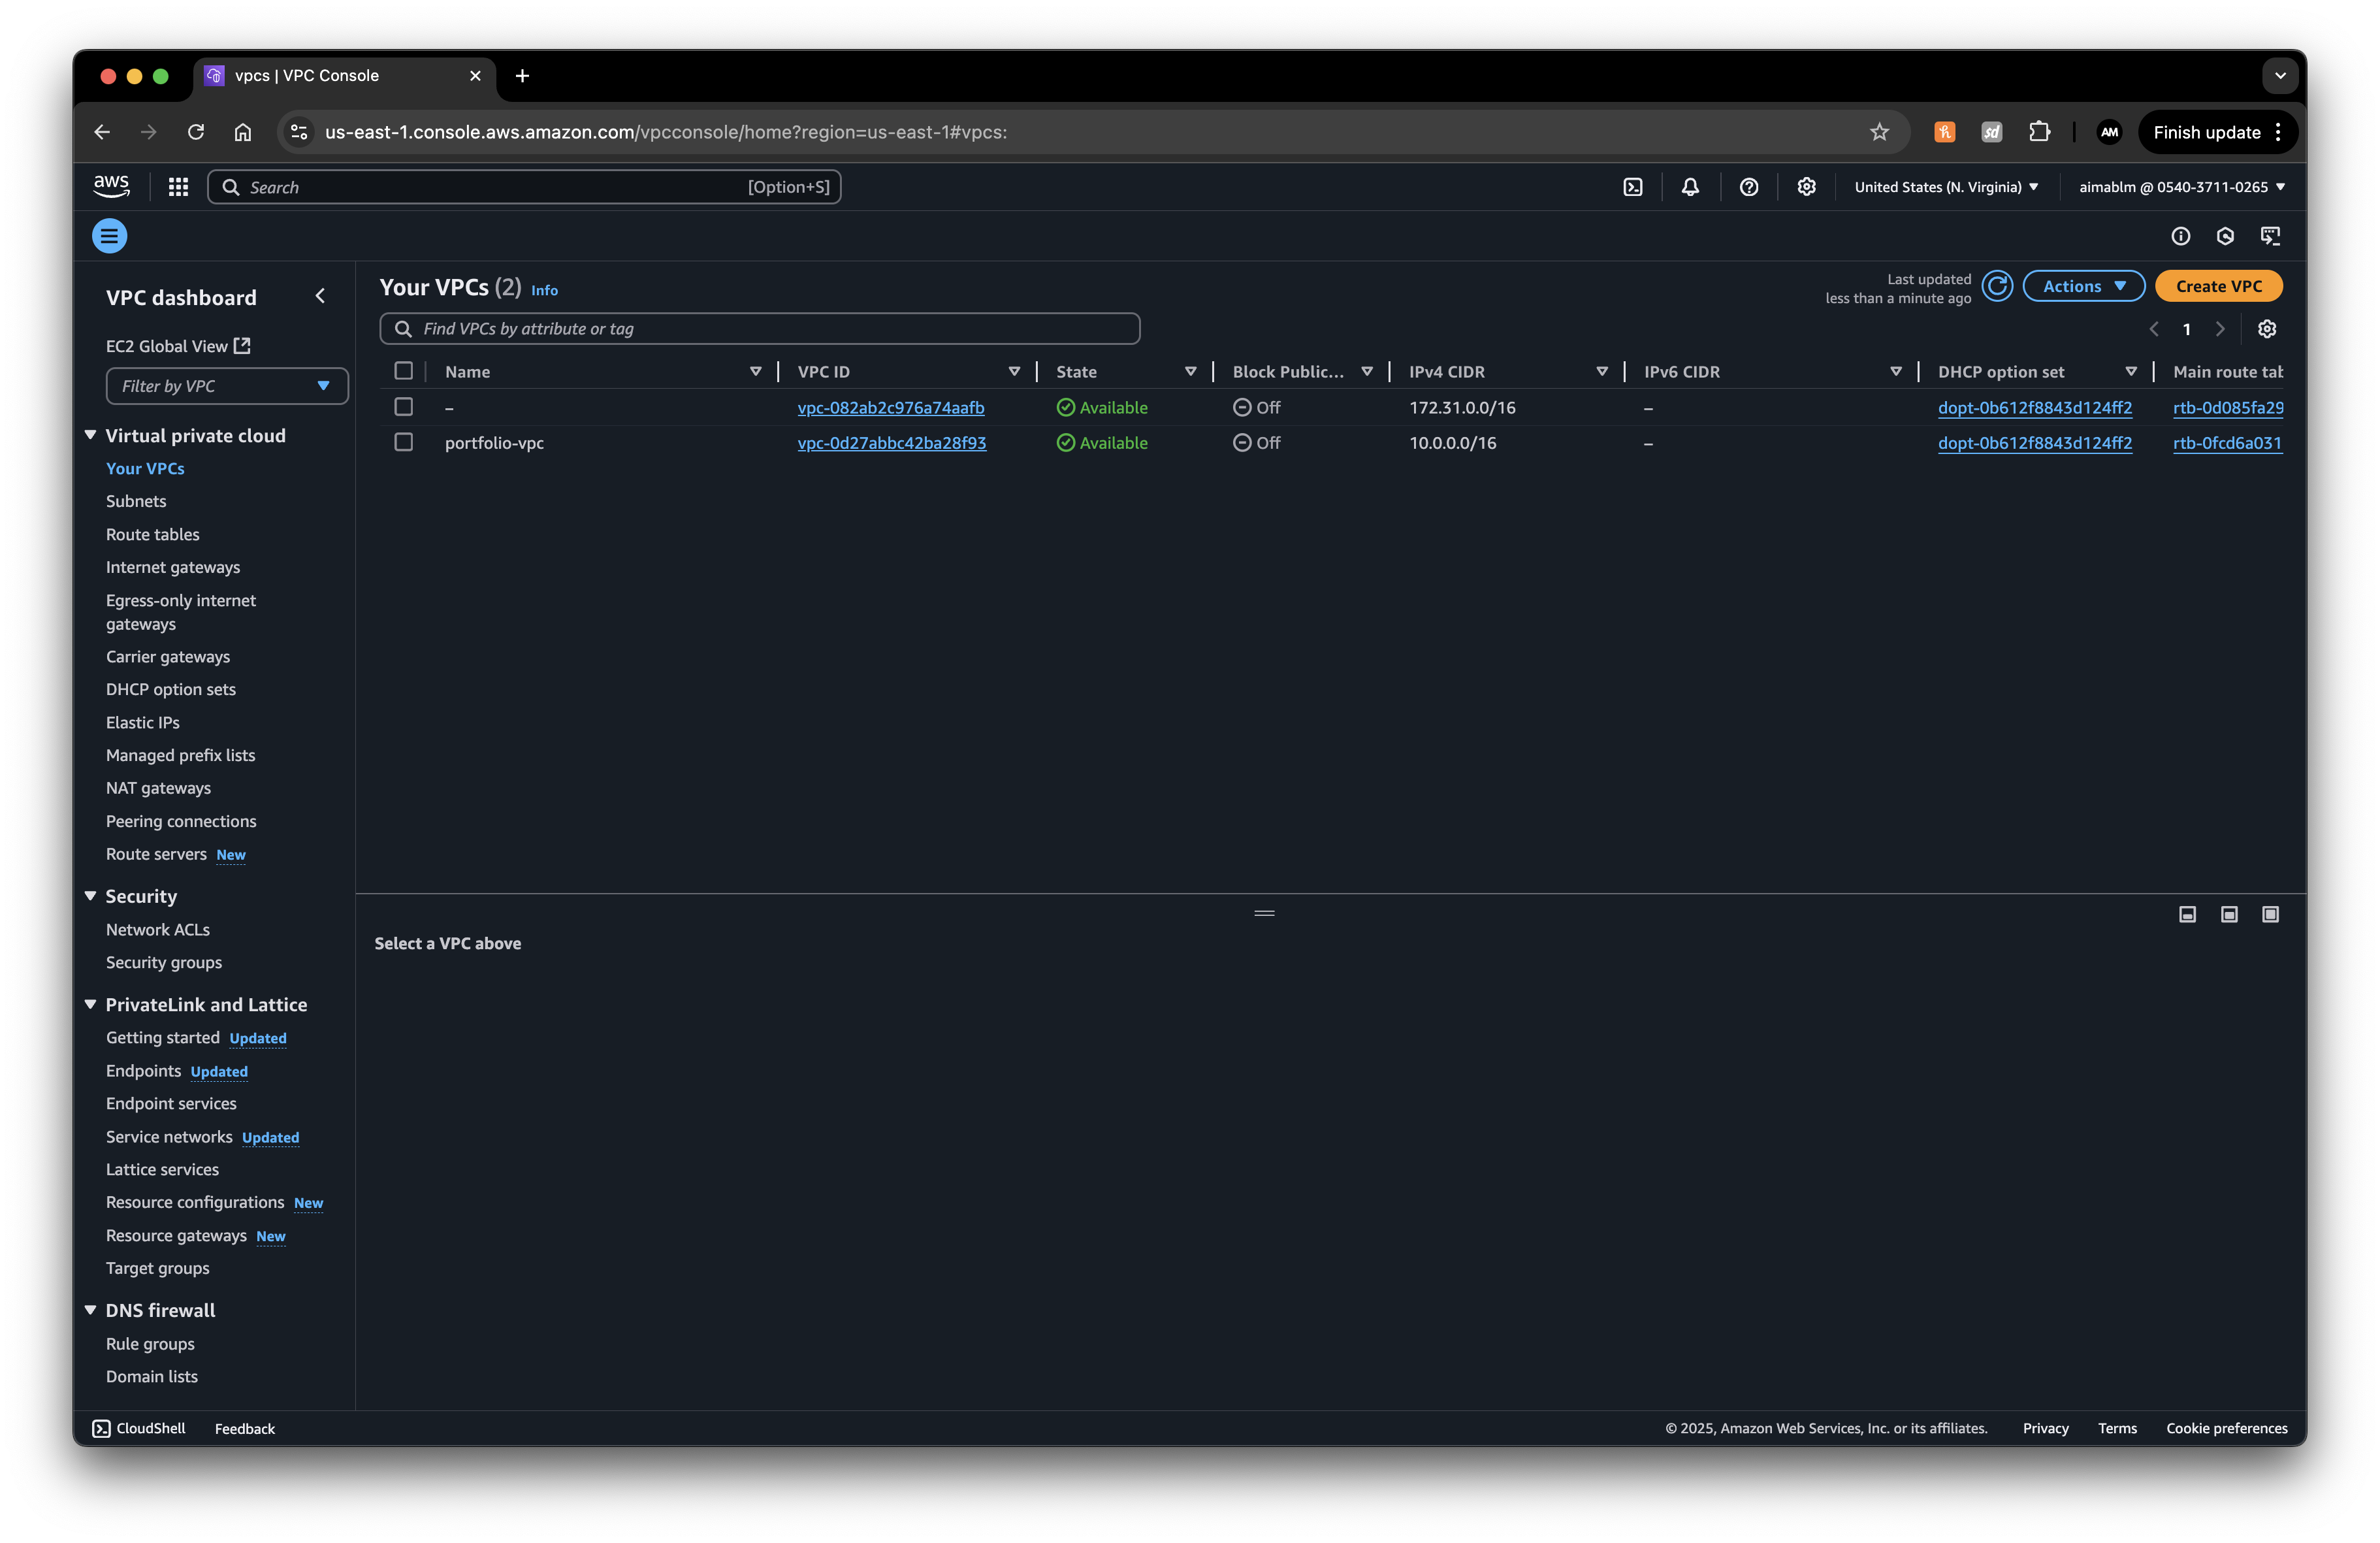 vpcs | VPC Console
us-east-1.console.aws.amazon.com/vpcconsole/home?region=us-east-1#vpcs:
sd
AM
Finish update
aws
Search
[Option+S]
United States (N. Virginia)
aimablm @ 0540-3711-0265
VPC dashboard
EC2 Global View
Filter by VPC
Virtual private cloud
Your VPCs
Subnets
Route tables
Internet gateways
Egress-only internet
gateways
Carrier gateways
DHCP option sets
Elastic IPs
Managed prefix lists
NAT gateways
Peering connections
Route servers New
Security
Network ACLs
Security groups
PrivateLink and Lattice
Getting started Updated
Endpoints Updated
Endpoint services
Service networks Updated
Lattice services
Resource configurations New
Resource gateways New
Target groups
DNS firewall
Rule groups
Domain lists
Your VPCs (2) Info
Last updated
less than a minute ago
Actions
Create VPC
Find VPCs by attribute or tag
1
Name VPC ID State Block Public... IPv4 CIDR IPv6 CIDR DHCP option set Main route tab
– vpc-082ab2c976a74aafb Available Off 172.31.0.0/16 – dopt-0b612f8843d124ff2 rtb-0d085fa29
portfolio-vpc vpc-0d27abbc42ba28f93 Available Off 10.0.0.0/16 – dopt-0b612f8843d124ff2 rtb-0fcd6a031
Select a VPC above
CloudShell Feedback
© 2025, Amazon Web Services, Inc. or its affiliates. Privacy Terms Cookie preferences